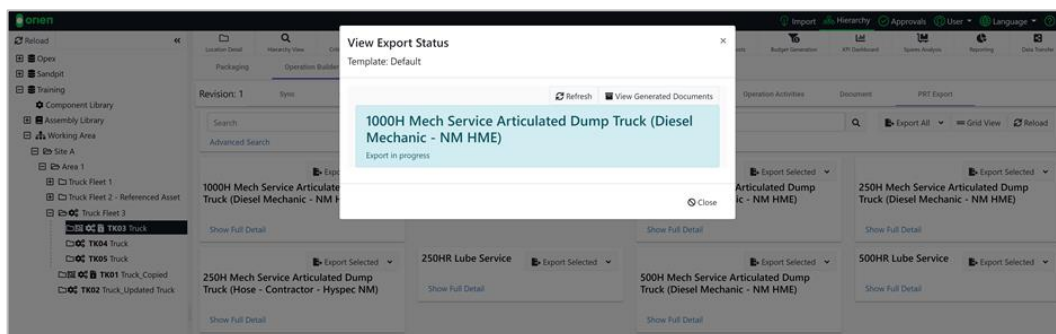 onen
Import Hierarchy Approvals User Language
Reload
Location Detail Hierarchy View Budget Generation KPI Dashboard Spares Analysis Reporting Data Transfer
Opex
Sandpit
Training
Component Library
Assembly Library
Working Area
Site A
Area 1
Truck Fleet 1
Truck Fleet 2 - Referenced Asset
Truck Fleet 3
TK03 Truck
TK04 Truck
TK05 Truck
TK01 Truck_Copied
TK02 Truck_Updated Truck
Packaging Operation Builder
Revision: 1 Sync Operation Activities Document PRT Export
Search Export All Grid View Reload
Advanced Search
View Export Status ×
Template: Default
Refresh View Generated Documents
1000H Mech Service Articulated Dump Truck (Diesel
Mechanic - NM HME)
Export in progress
Close
1000H Mech Service Articulate
Truck (Diesel Mechanic - NM H
Show Full Detail
Export Selected
Articulated Dump
ic - NM HME)
Show Full Detail
Export Selected
250H Mech Service Articulated Dump
Truck (Diesel Mechanic - NM HME)
Show Full Detail
Export Selected
250H Mech Service Articulated Dump
Truck (Hose - Contractor - Hyspec NM)
Show Full Detail
250HR Lube Service Export Selected
Show Full Detail
Export Selected
500H Mech Service Articulated Dump
Truck (Diesel Mechanic - NM HME)
Show Full Detail
500HR Lube Service Export Selected
Show Full Detail